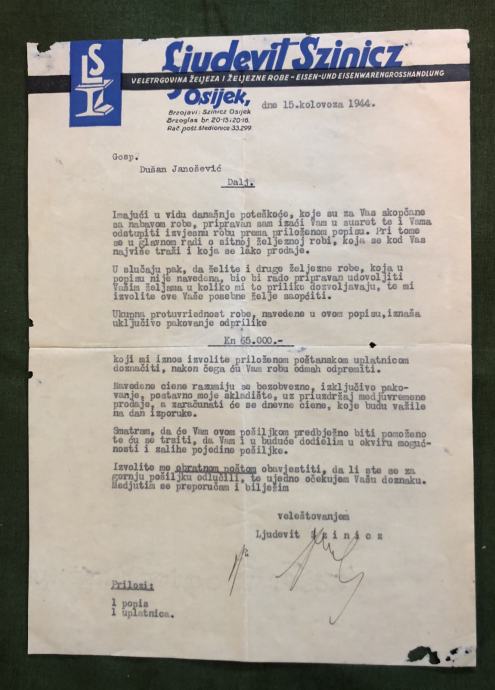 LS
Ljudevit Szinicz
VELETRGOVINA ŽELJEZA I ŽELJEZNE ROBE - EISEN- UND EISENWARENGROSSHANDLUNG
Osijek,
Brzojavi: Szinicz Osijek
Brzoglas br. 20-15 i 20-16.
Rač. pošt. štedionice 33.299
dne 15.kolovoza 1944.
Gosp.
Dušan Janošević
Dalj.
Imajući u vidu današnje poteškoće, koje su za Vas skopčane
sa nabavom robe, pripravan sam izaći Vam u susret te i Vama
odstupiti izvjesnu robu prema priloženom popisu. Pri tome
se u glavnom radi o sitnoj željeznoj robi, koja se kod Vas
najviše traži i koja se lako prodaje.
U slučaju pak, da želite i druge željezne robe, koja u
popisu nije navedena, bio bi rado pripravan udovoljiti
Vašim željama u koliko mi to prilike dozvoljavaju, te mi
izvolite ove Vaše posebne želje saopćiti.
Ukupna protuvriednost robe, navedene u ovom popisu,iznaša
uključivo pakovanje odprilike
Kn 65.000.-
koji mi iznos izvolite priloženom poštanskom uplatnicom
doznačiti, nakon čega ću Vam robu odmah odpremiti.
Navedene ciene razumiju se bezobvezno, izključivo pako-
vanje, postavno moje skladište, uz priuzdržaj medjuvremene
prodaje, a zaračunati će se dnevne ciene, koje budu važile
na dan izporuke.
Smatram, da će Vam ovom pošiljkom predbježno biti pomoženo
te ću se truiti, da Vam i u buduće dodielim u okviru moguć-
nosti i zalihe pojedine pošiljke.
Izvolite me obratnom poštom obavjestiti, da li ste se za
gornju pošiljku odlučili, te ujedno očekujem Vašu doznaku.
Medjutim se preporučam i bilježim
veleštovanjem
Ljudevit Szinicz
Prilozi:
1 popis
1 uplatnica.